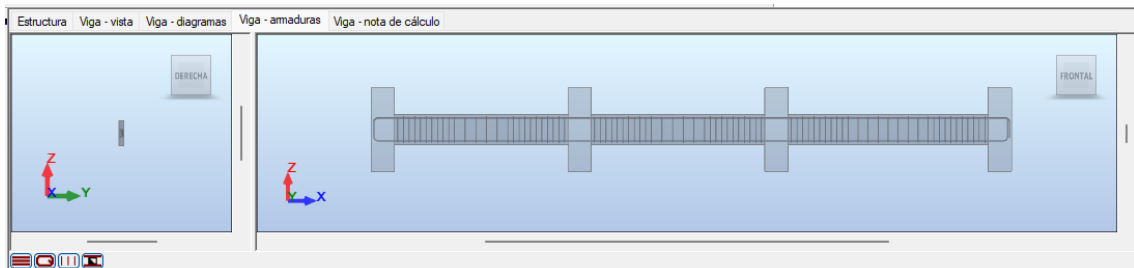 Estructura Viga - vista Viga - diagramas Viga - armaduras Viga - nota de cálculo
DERECHA
FRONTAL
Z
X
Y
Z
Y
X